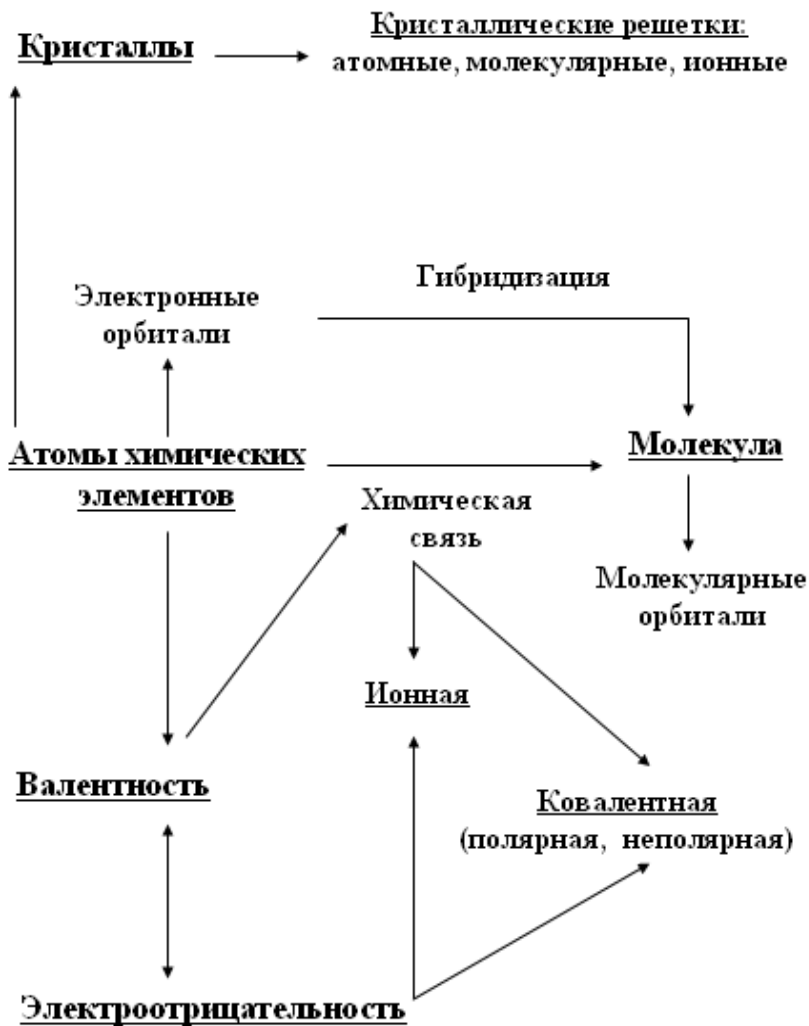 Кристаллы
Кристаллические решетки:
атомные, молекулярные, ионные
Гибридизация
Электронные
орбитали
Атомы химических
элементов
Молекула
Химическая
связь
Молекулярные
орбитали
Ионная
Валентность
Ковалентная
(полярная, неполярная)
Электроотрицательность